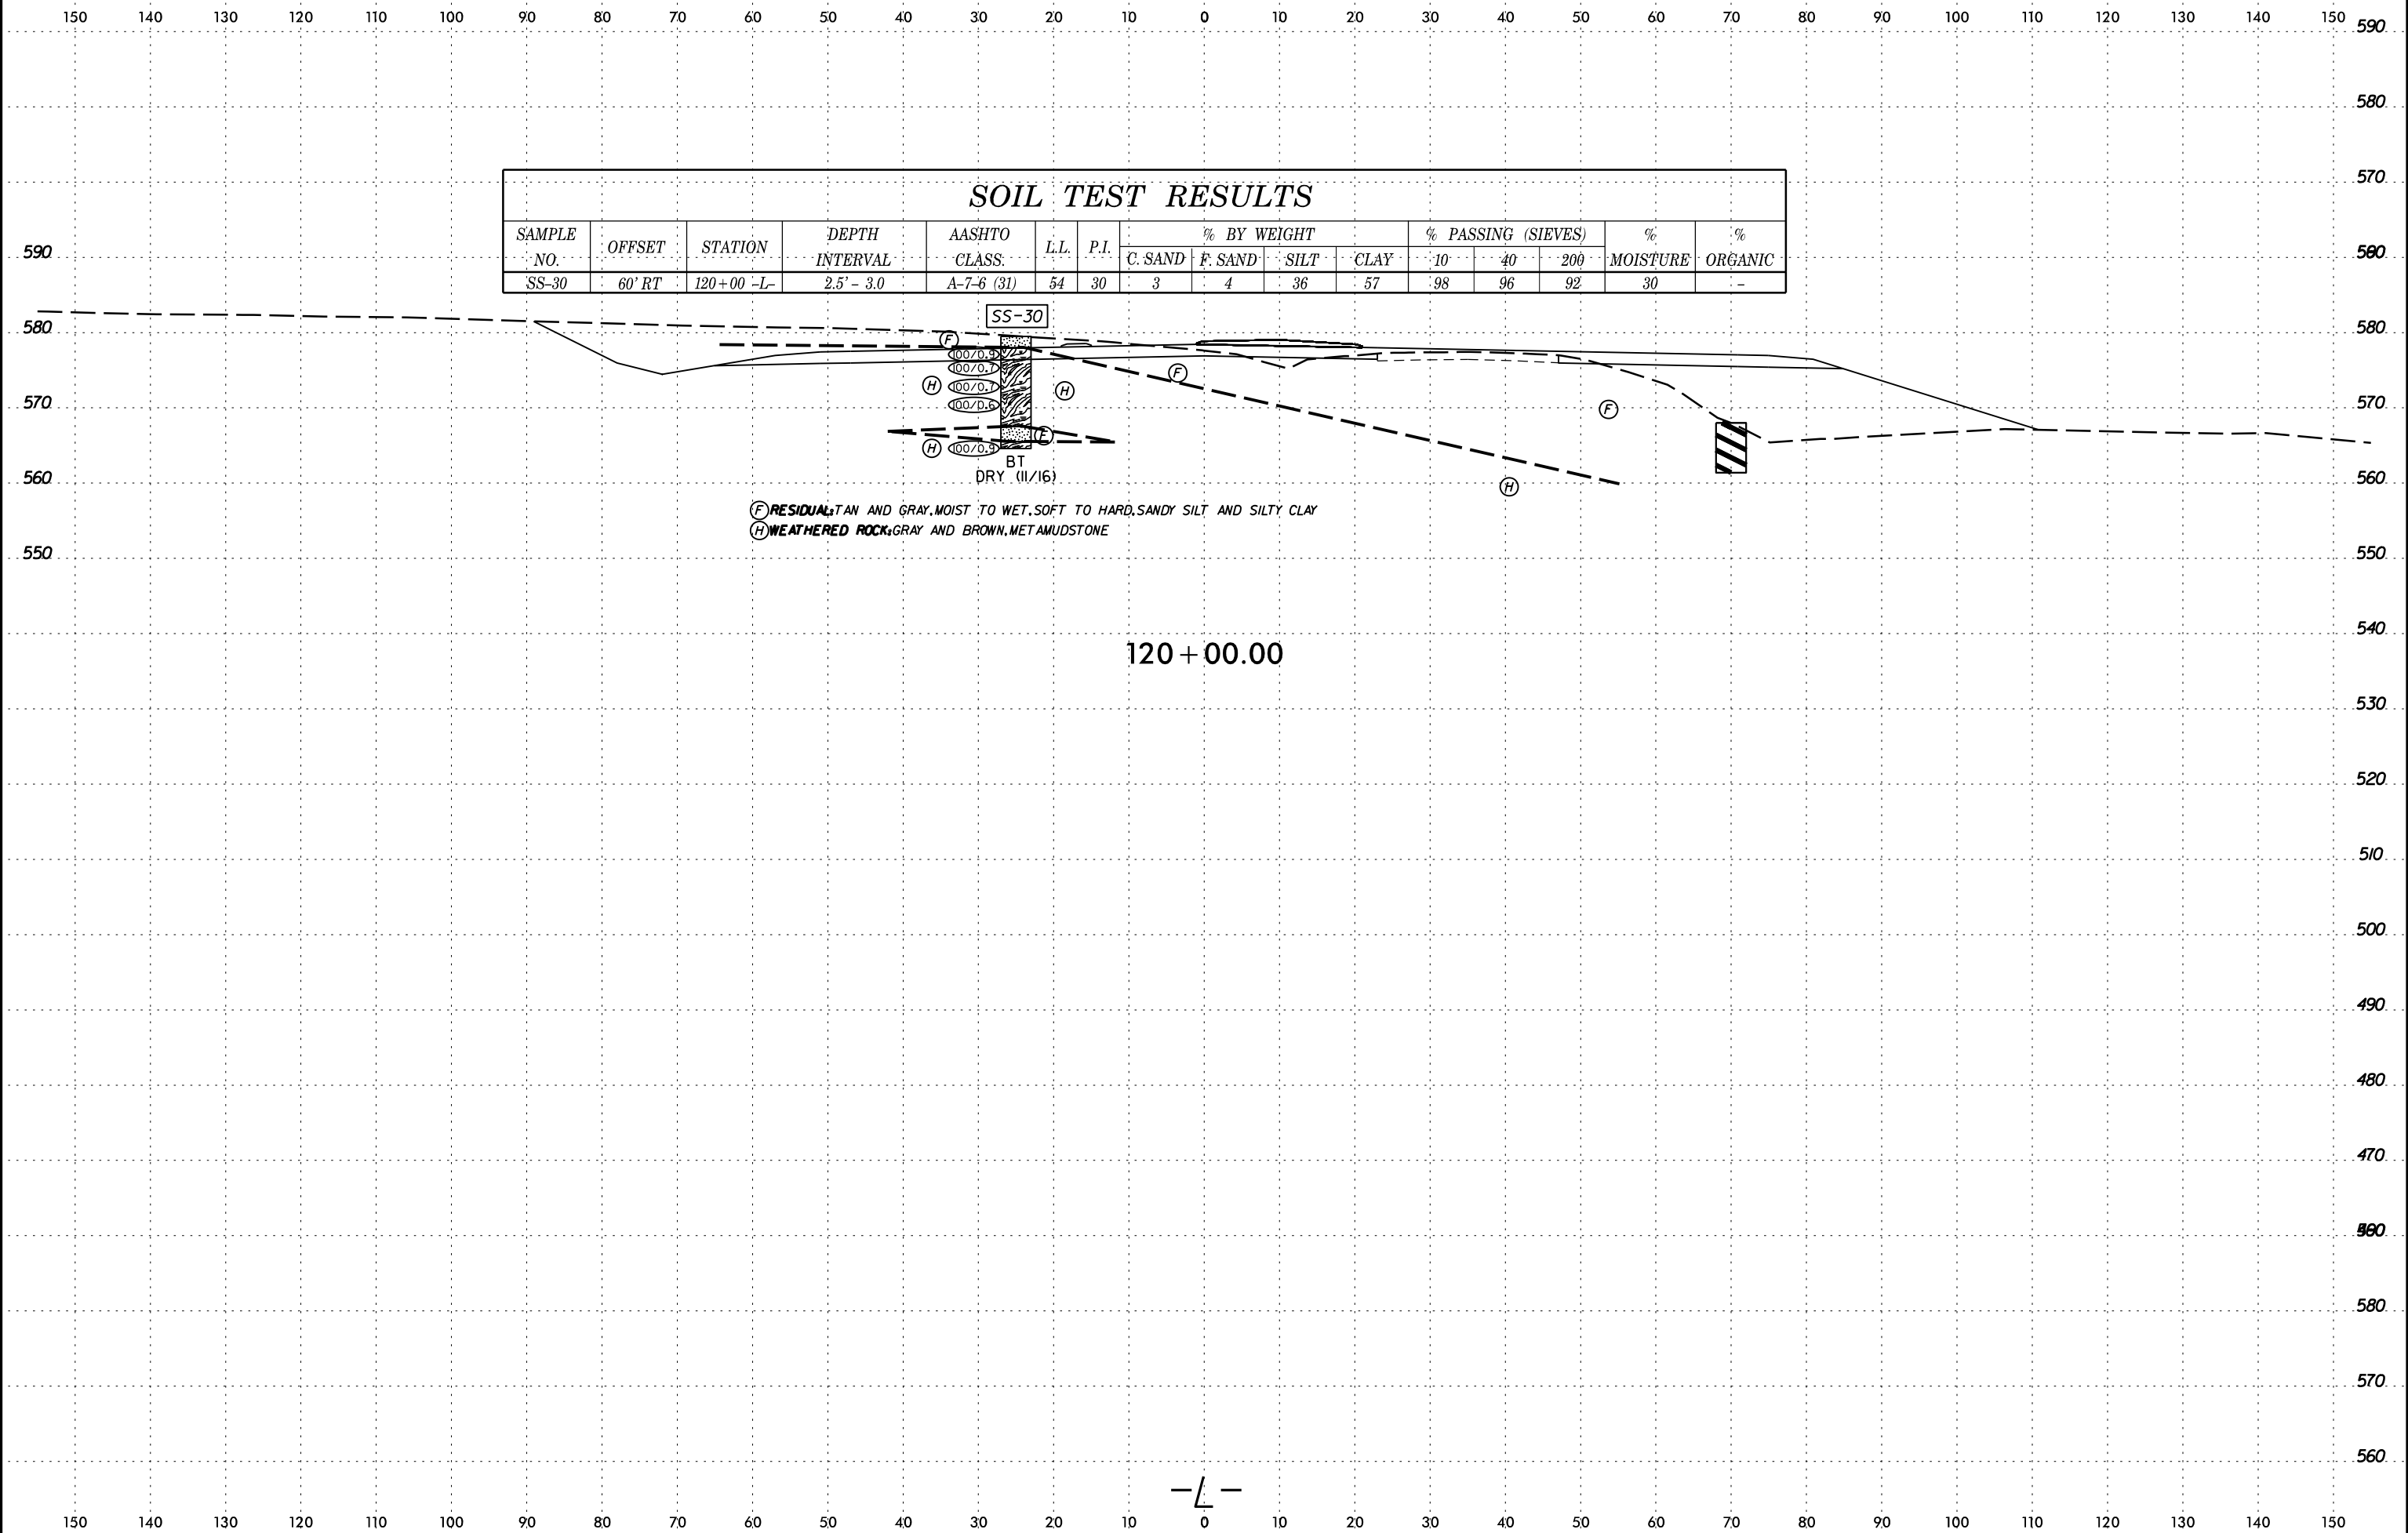 150 140 130 120 110 100 90 80 70 60 50 40 30 20 10 0 10 20 30 40 50 60 70 80 90 100 110 120 130 140 150
590
580
570
SOIL TEST RESULTS
SAMPLE NO. OFFSET STATION DEPTH INTERVAL AASHTO CLASS. L.L. P.I. % BY WEIGHT % PASSING (SIEVES) % MOISTURE % ORGANIC
C. SAND F. SAND SILT CLAY 10 40 200
SS-30 60' RT 120+00 -L- 2.5' - 3.0 A-7-6 (31) 54 30 3 4 36 57 98 96 92 30 -
590
SS-30
580 580
F
100/0.9
100/0.7
F
H 100/0.7 H
570 100/0.6 F 570
F
H 100/0.9
BT
DRY (11/16)
560 H 560
F RESIDUAL: TAN AND GRAY, MOIST TO WET, SOFT TO HARD, SANDY SILT AND SILTY CLAY
H WEATHERED ROCK: GRAY AND BROWN, METAMUDSTONE
550 550
540
120+00.00
530
520
510
500
490
480
470
580
570
560
-L-
150 140 130 120 110 100 90 80 70 60 50 40 30 20 10 0 10 20 30 40 50 60 70 80 90 100 110 120 130 140 150